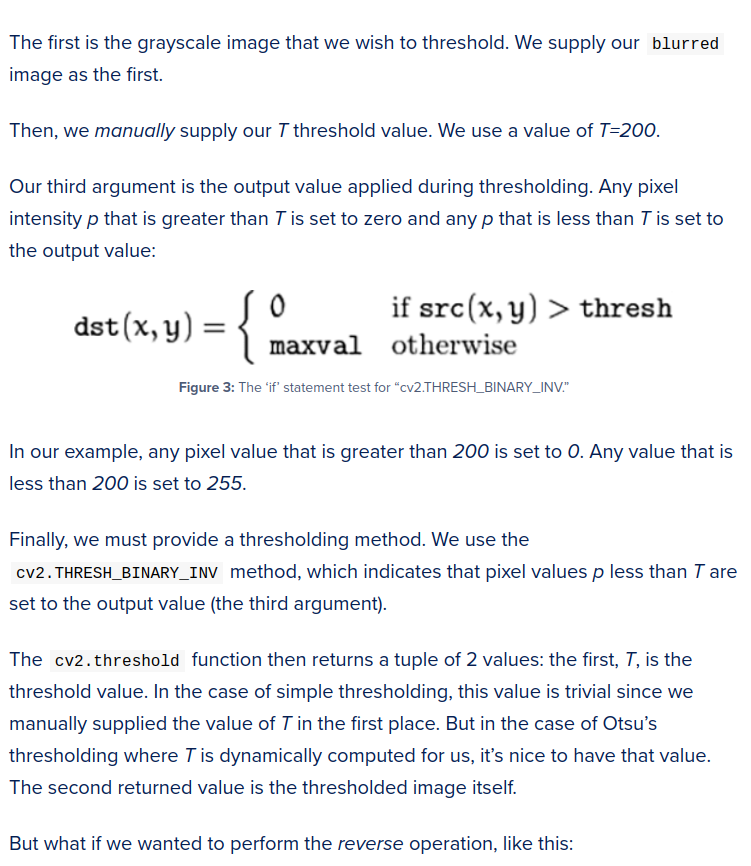 The first is the grayscale image that we wish to threshold. We supply our blurred
image as the first.
Then, we manually supply our T threshold value. We use a value of T=200.
Our third argument is the output value applied during thresholding. Any pixel
intensity p that is greater than T is set to zero and any p that is less than T is set to
the output value:
dst(x, y) = { 0 if src(x, y) > thresh
maxval otherwise
Figure 3: The ‘if’ statement test for “cv2.THRESH_BINARY_INV.”
In our example, any pixel value that is greater than 200 is set to 0. Any value that is
less than 200 is set to 255.
Finally, we must provide a thresholding method. We use the
cv2.THRESH_BINARY_INV method, which indicates that pixel values p less than T are
set to the output value (the third argument).
The cv2.threshold function then returns a tuple of 2 values: the first, T, is the
threshold value. In the case of simple thresholding, this value is trivial since we
manually supplied the value of T in the first place. But in the case of Otsu’s
thresholding where T is dynamically computed for us, it’s nice to have that value.
The second returned value is the thresholded image itself.
But what if we wanted to perform the reverse operation, like this: